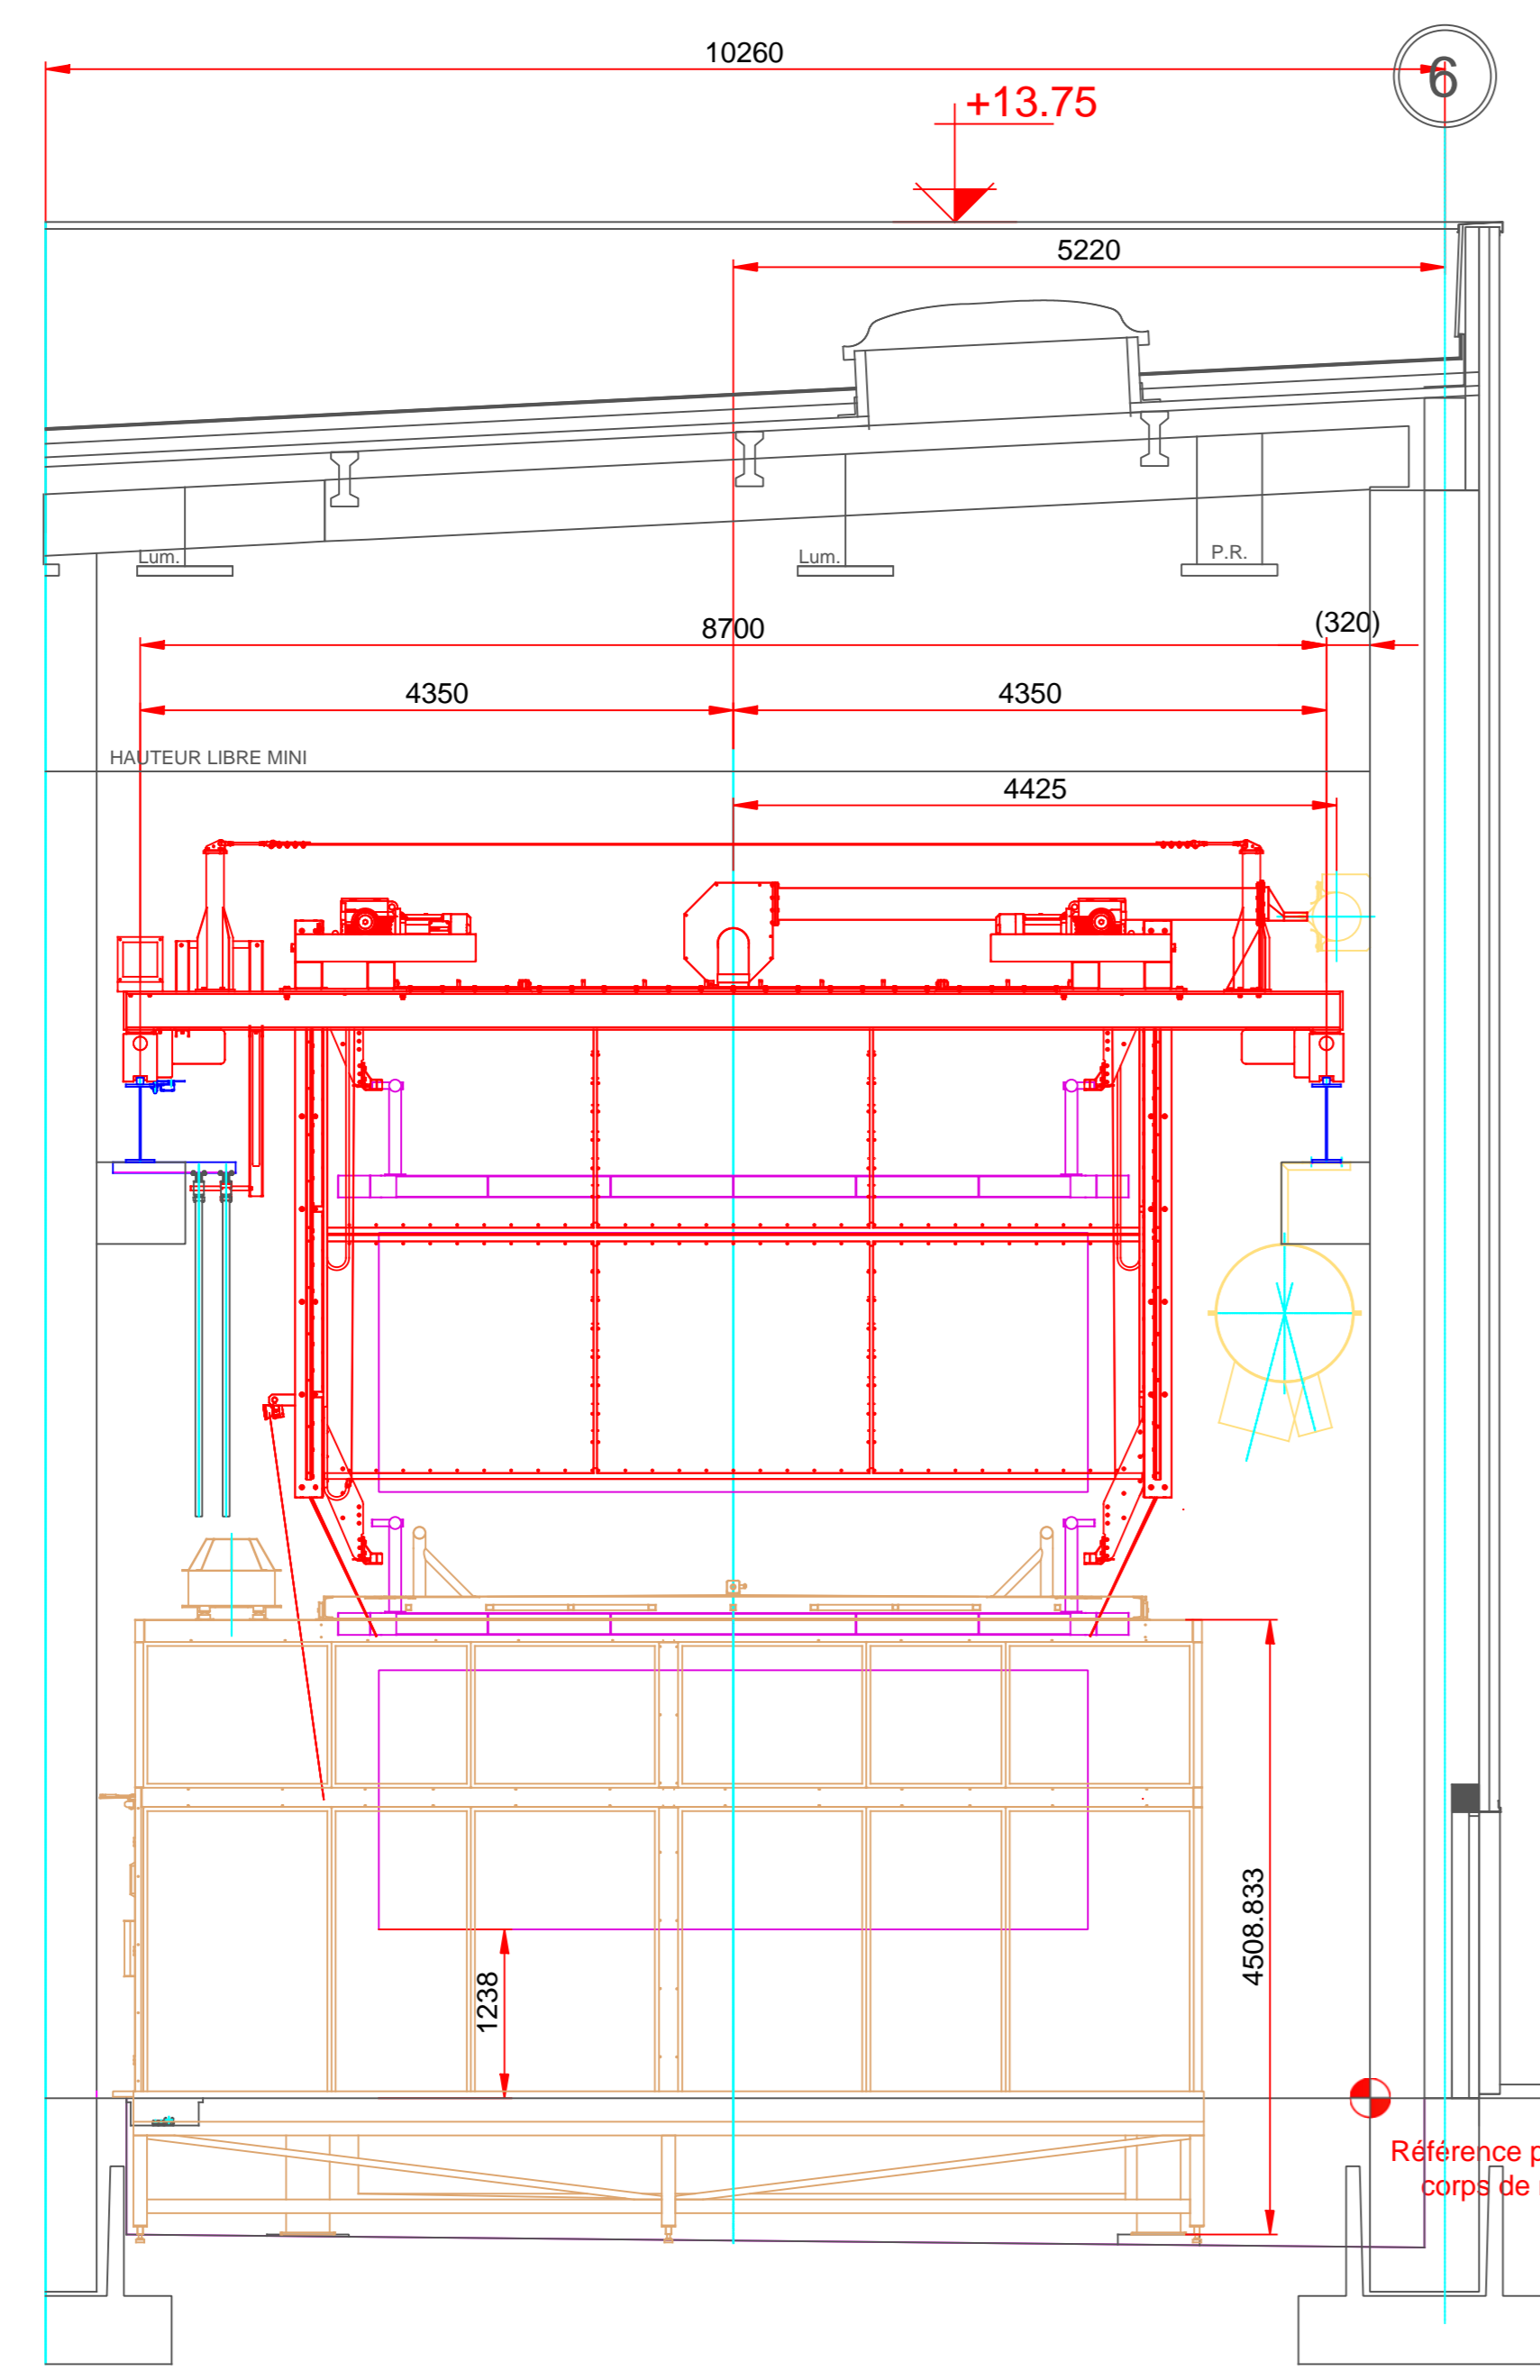 10260
6
+13.75
5220
Lum.
Lum.
P.R.
8700
(320)
4350
4350
HAUTEUR LIBRE MINI
4425
4508.833
1238
Référence p
corps de